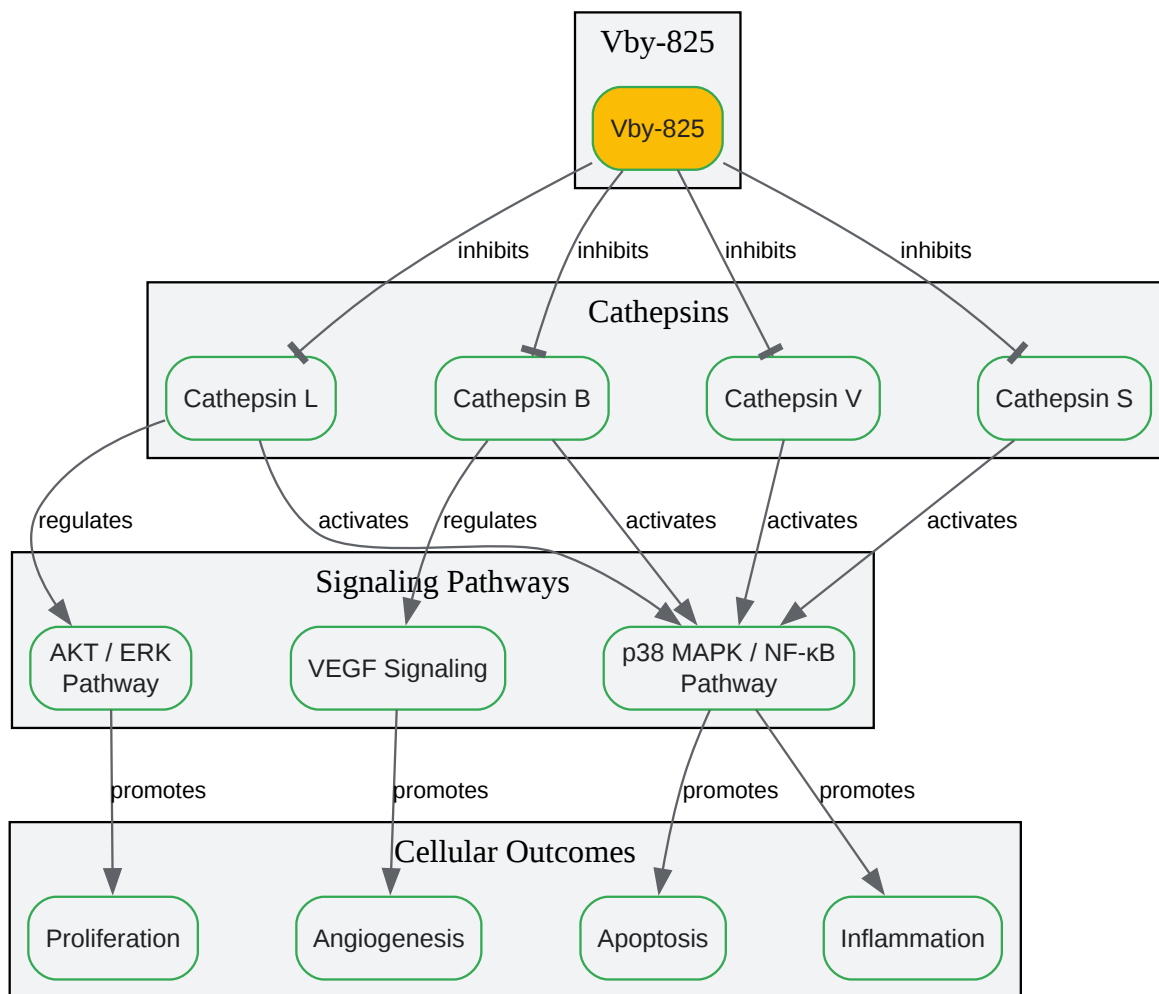 Vby-825
Vby-825
inhibits
inhibits
inhibits
inhibits
Cathepsins
Cathepsin L
Cathepsin B
Cathepsin V
Cathepsin S
regulates
activates
regulates
activates
activates
activates
Signaling Pathways
AKT / ERK
Pathway
VEGF Signaling
p38 MAPK / NF-κB
Pathway
promotes
promotes
promotes
promotes
Cellular Outcomes
Proliferation
Angiogenesis
Apoptosis
Inflammation